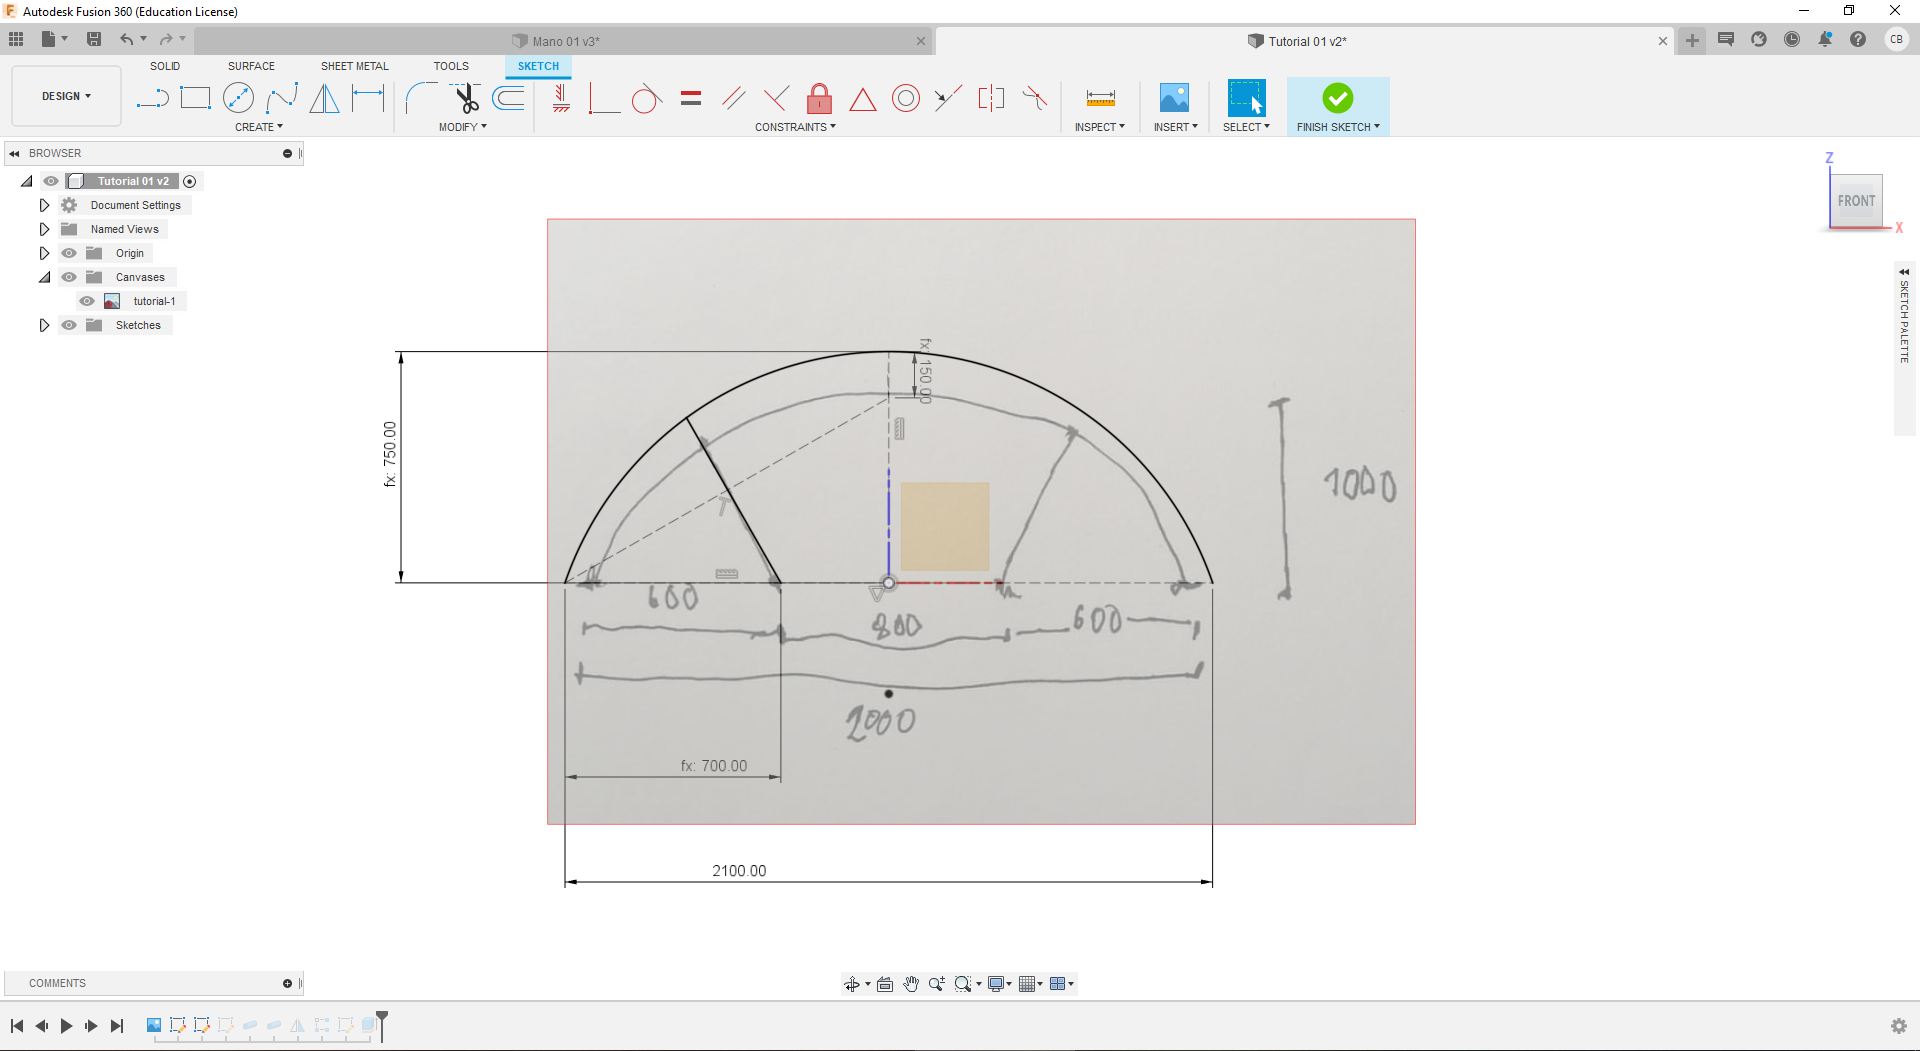 Autodesk Fusion 360 (Education License)
Mano 01 v3*
Tutorial 01 v2*
CB
DESIGN
SOLID
SURFACE
SHEET METAL
TOOLS
SKETCH
CREATE
MODIFY
CONSTRAINTS
INSPECT
INSERT
SELECT
FINISH SKETCH
BROWSER
Tutorial 01 v2
Document Settings
Named Views
Origin
Canvases
tutorial-1
Sketches
Z
FRONT
X
SKETCH PALETTE
fx: 150.00
fx: 750.00
1000
600
800
600
2000
fx: 700.00
2100.00
COMMENTS